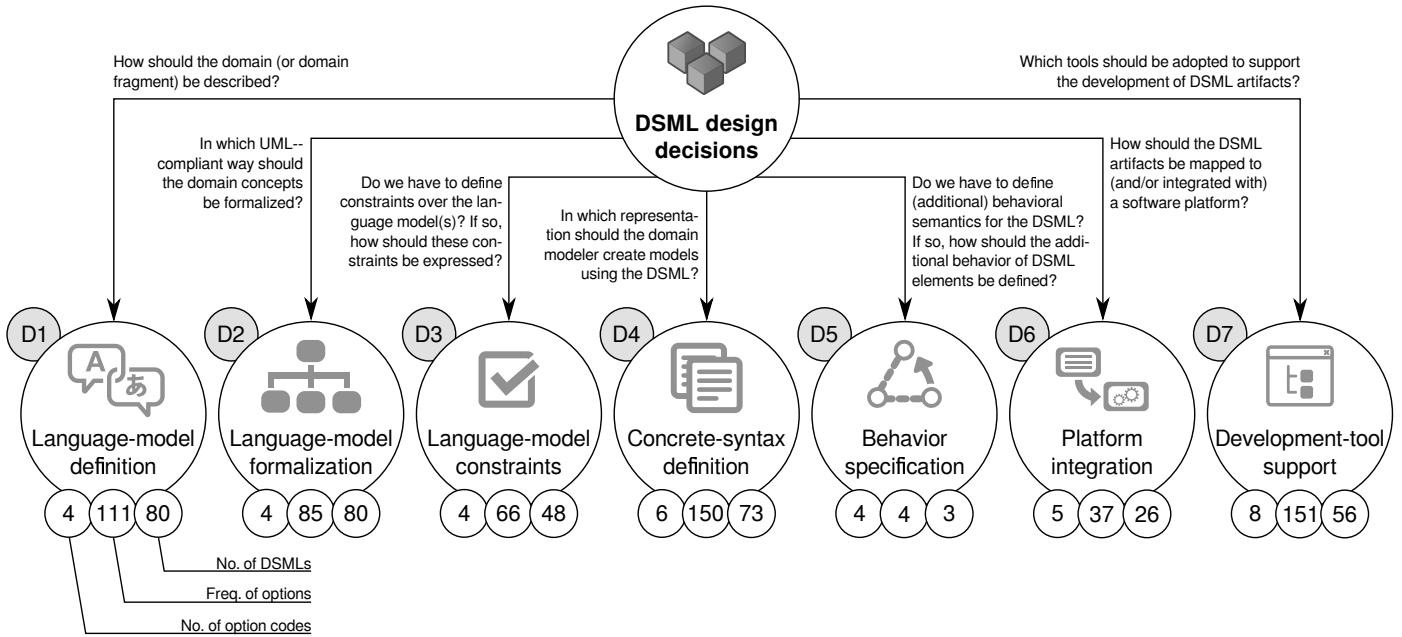 DSML design
decisions
How should the domain (or domain
fragment) be described?
In which UML--
compliant way should
the domain concepts
be formalized?
Do we have to define
constraints over the lan-
guage model(s)? If so,
how should these con-
straints be expressed?
In which representa-
tion should the domain
modeler create models
using the DSML?
Do we have to define
(additional) behavioral
semantics for the DSML?
If so, how should the addi-
tional behavior of DSML
elements be defined?
How should the DSML
artifacts be mapped to
(and/or integrated with)
a software platform?
Which tools should be adopted to support
the development of DSML artifacts?
D1
A
あ
Language-model
definition
4 111 80
D2
Language-model
formalization
4 85 80
D3
Language-model
constraints
4 66 48
D4
Concrete-syntax
definition
6 150 73
D5
Behavior
specification
4 4 3
D6
Platform
integration
5 37 26
D7
Development-tool
support
8 151 56
No. of DSMLs
Freq. of options
No. of option codes